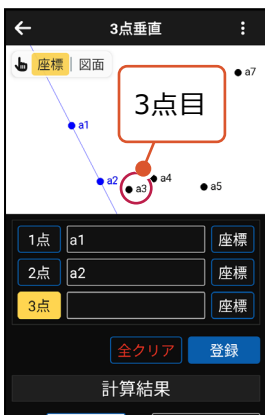 3点垂直
座標 図面
a7
3点目
a1
a2
a3
a4
a5
1点 a1 座標
2点 a2 座標
3点 座標
全クリア 登録
計算結果